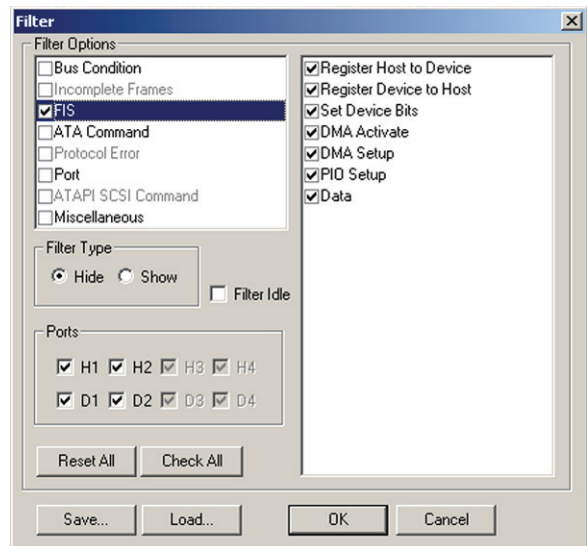 Filter
Filter Options
Bus Condition
Incomplete Frames
FIS
ATA Command
Protocol Error
Port
ATAPI SCSI Command
Miscellaneous
Register Host to Device
Register Device to Host
Set Device Bits
DMA Activate
DMA Setup
PIO Setup
Data
Filter Type
Hide Show
Filter Idle
Ports
H1 H2 H3 H4
D1 D2 D3 D4
Reset All Check All
Save... Load... OK Cancel